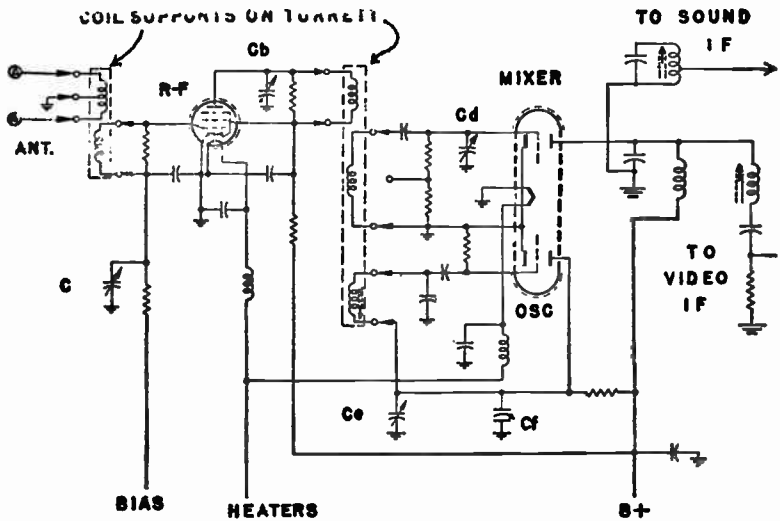 COIL SUPPORTS ON TURRET
TO SOUND
IF
Cb
R-F
MIXER
Cd
ANT.
C
TO
VIDEO
IF
OSC
Ce
Cf
BIAS
HEATERS
B+